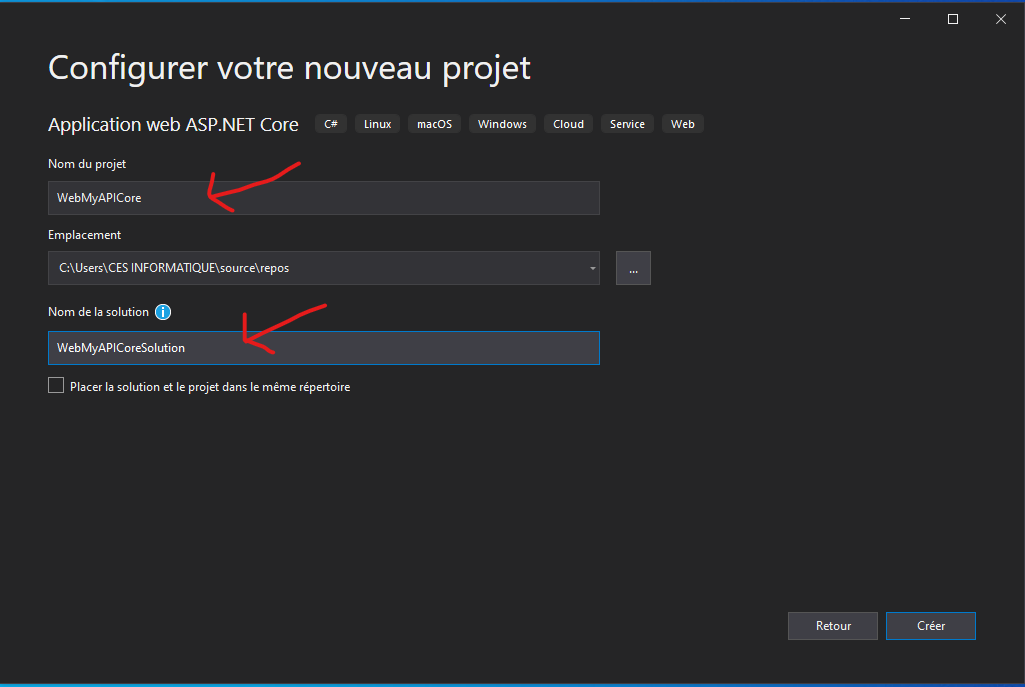 Configurer votre nouveau projet
Application web ASP.NET Core C# Linux macOS Windows Cloud Service Web
Nom du projet
WebMyAPICore
Emplacement
C:\Users\CES INFORMATIQUE\source\repos
...
Nom de la solution i
WebMyAPICoreSolution
Placer la solution et le projet dans le même répertoire
Retour Créer